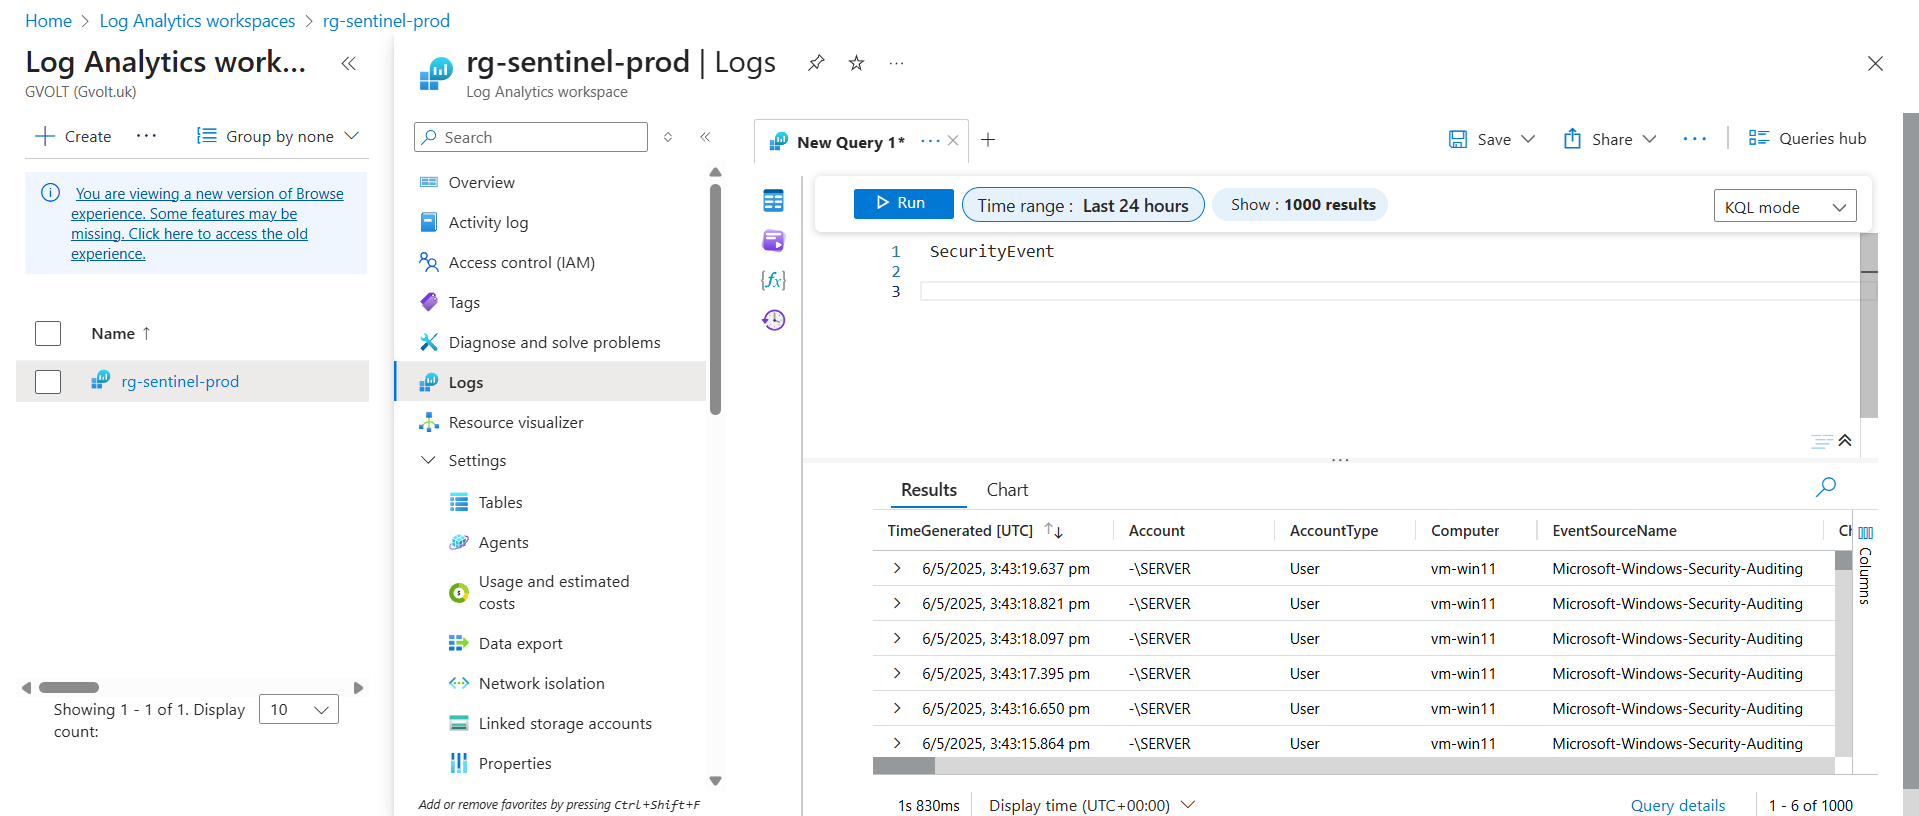 Home > Log Analytics workspaces > rg-sentinel-prod
Log Analytics work...
GVOLT (Gvolt.uk)
Create
Group by none
You are viewing a new version of Browse
experience. Some features may be
missing. Click here to access the old
experience.
Name ↑
rg-sentinel-prod
Showing 1 - 1 of 1. Display
count:
10
rg-sentinel-prod | Logs
Log Analytics workspace
Search
Overview
Activity log
Access control (IAM)
Tags
Diagnose and solve problems
Logs
Resource visualizer
Settings
Tables
Agents
Usage and estimated
costs
Data export
Network isolation
Linked storage accounts
Properties
Add or remove favorites by pressing Ctrl+Shift+F
New Query 1*
Save
Share
Queries hub
Run
Time range : Last 24 hours
Show : 1000 results
KQL mode
1 SecurityEvent
2
3
Results Chart
TimeGenerated [UTC] Account AccountType Computer EventSourceName Ch
6/5/2025, 3:43:19.637 pm -\SERVER User vm-win11 Microsoft-Windows-Security-Auditing
6/5/2025, 3:43:18.821 pm -\SERVER User vm-win11 Microsoft-Windows-Security-Auditing
6/5/2025, 3:43:18.097 pm -\SERVER User vm-win11 Microsoft-Windows-Security-Auditing
6/5/2025, 3:43:17.395 pm -\SERVER User vm-win11 Microsoft-Windows-Security-Auditing
6/5/2025, 3:43:16.650 pm -\SERVER User vm-win11 Microsoft-Windows-Security-Auditing
6/5/2025, 3:43:15.864 pm -\SERVER User vm-win11 Microsoft-Windows-Security-Auditing
Columns
1s 830ms
Display time (UTC+00:00)
Query details
1 - 6 of 1000